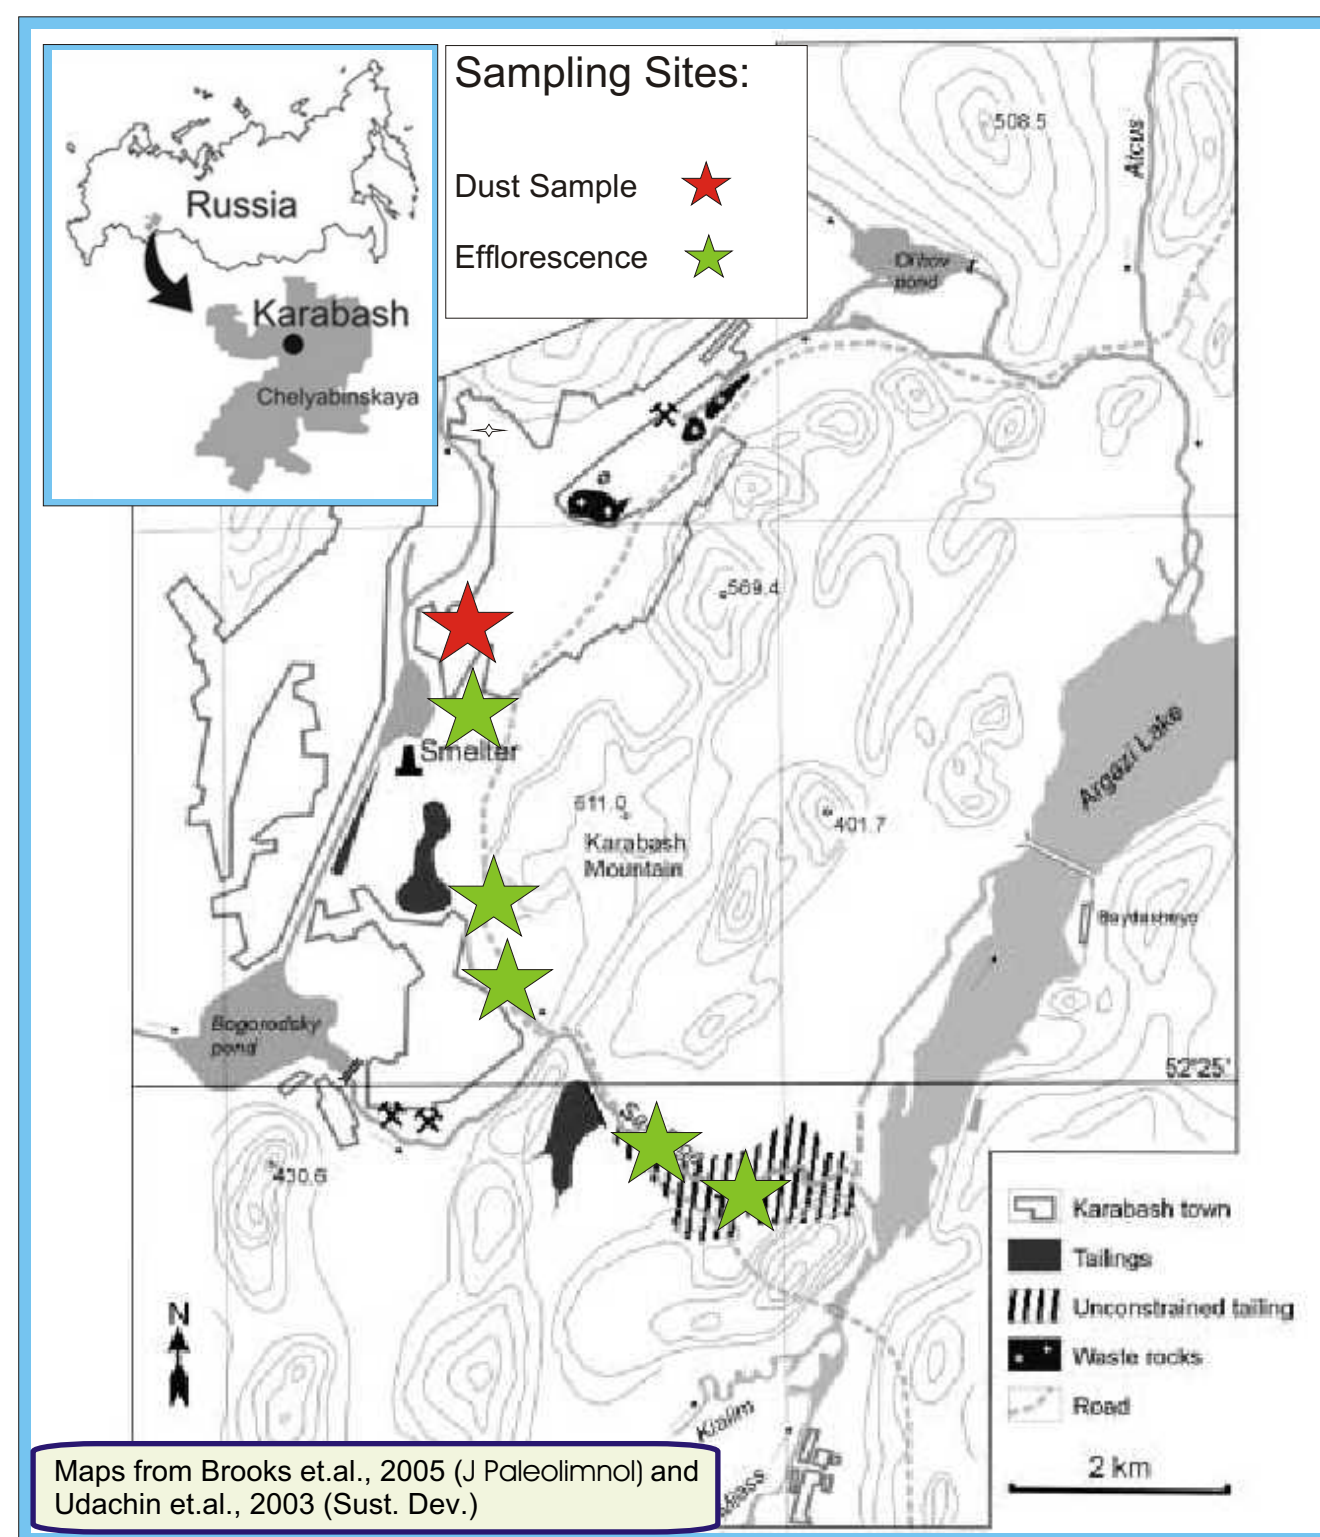 Russia
Karabash
Chelyabinskaya
Sampling Sites:
Dust Sample
Efflorescence
508.5
Aicus
pond
569.4
Smelter
611.0
Karabash
Mountain
401.7
Argazi Lake
Bogorodsky
pond
52°25'
430.6
N
Kialim
Karabash town
Tailings
Unconstrained tailing
Waste rocks
Road
2 km
Maps from Brooks et.al., 2005 (J Paleolimnol) and
Udachin et.al., 2003 (Sust. Dev.)